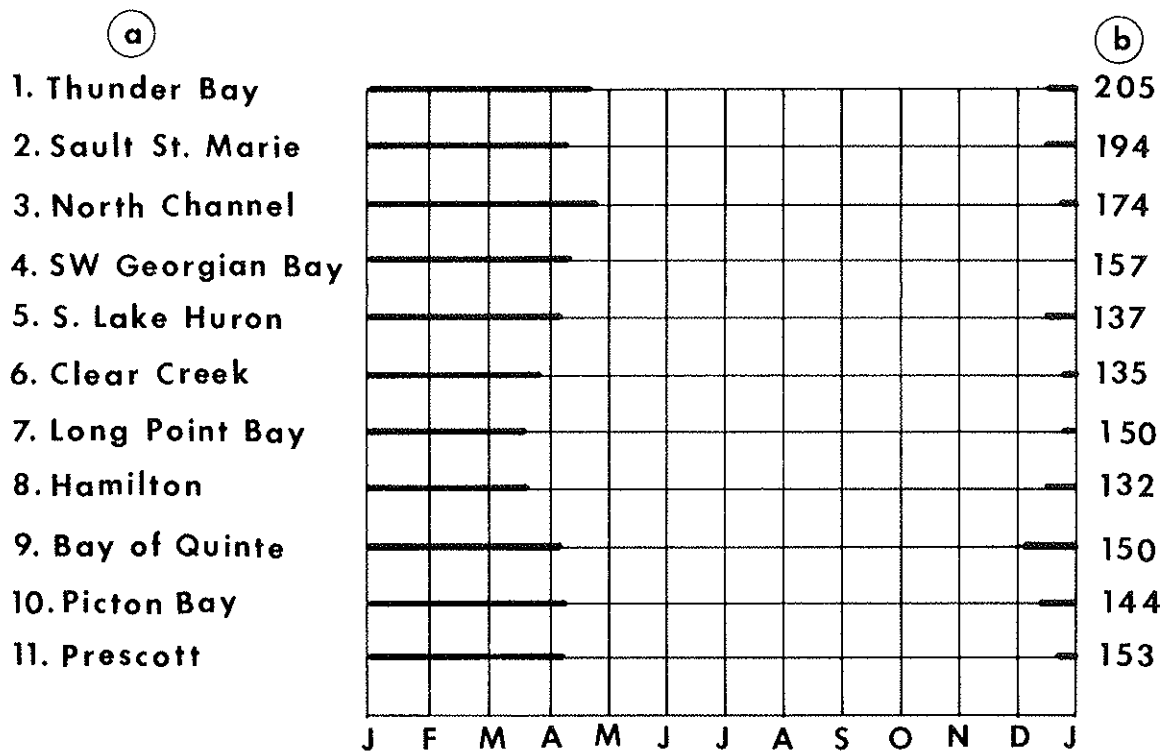 a b
1. Thunder Bay 205
2. Sault St. Marie 194
3. North Channel 174
4. SW Georgian Bay 157
5. S. Lake Huron 137
6. Clear Creek 135
7. Long Point Bay 150
8. Hamilton 132
9. Bay of Quinte 150
10. Picton Bay 144
11. Prescott 153
J F M A M J J A S O N D J